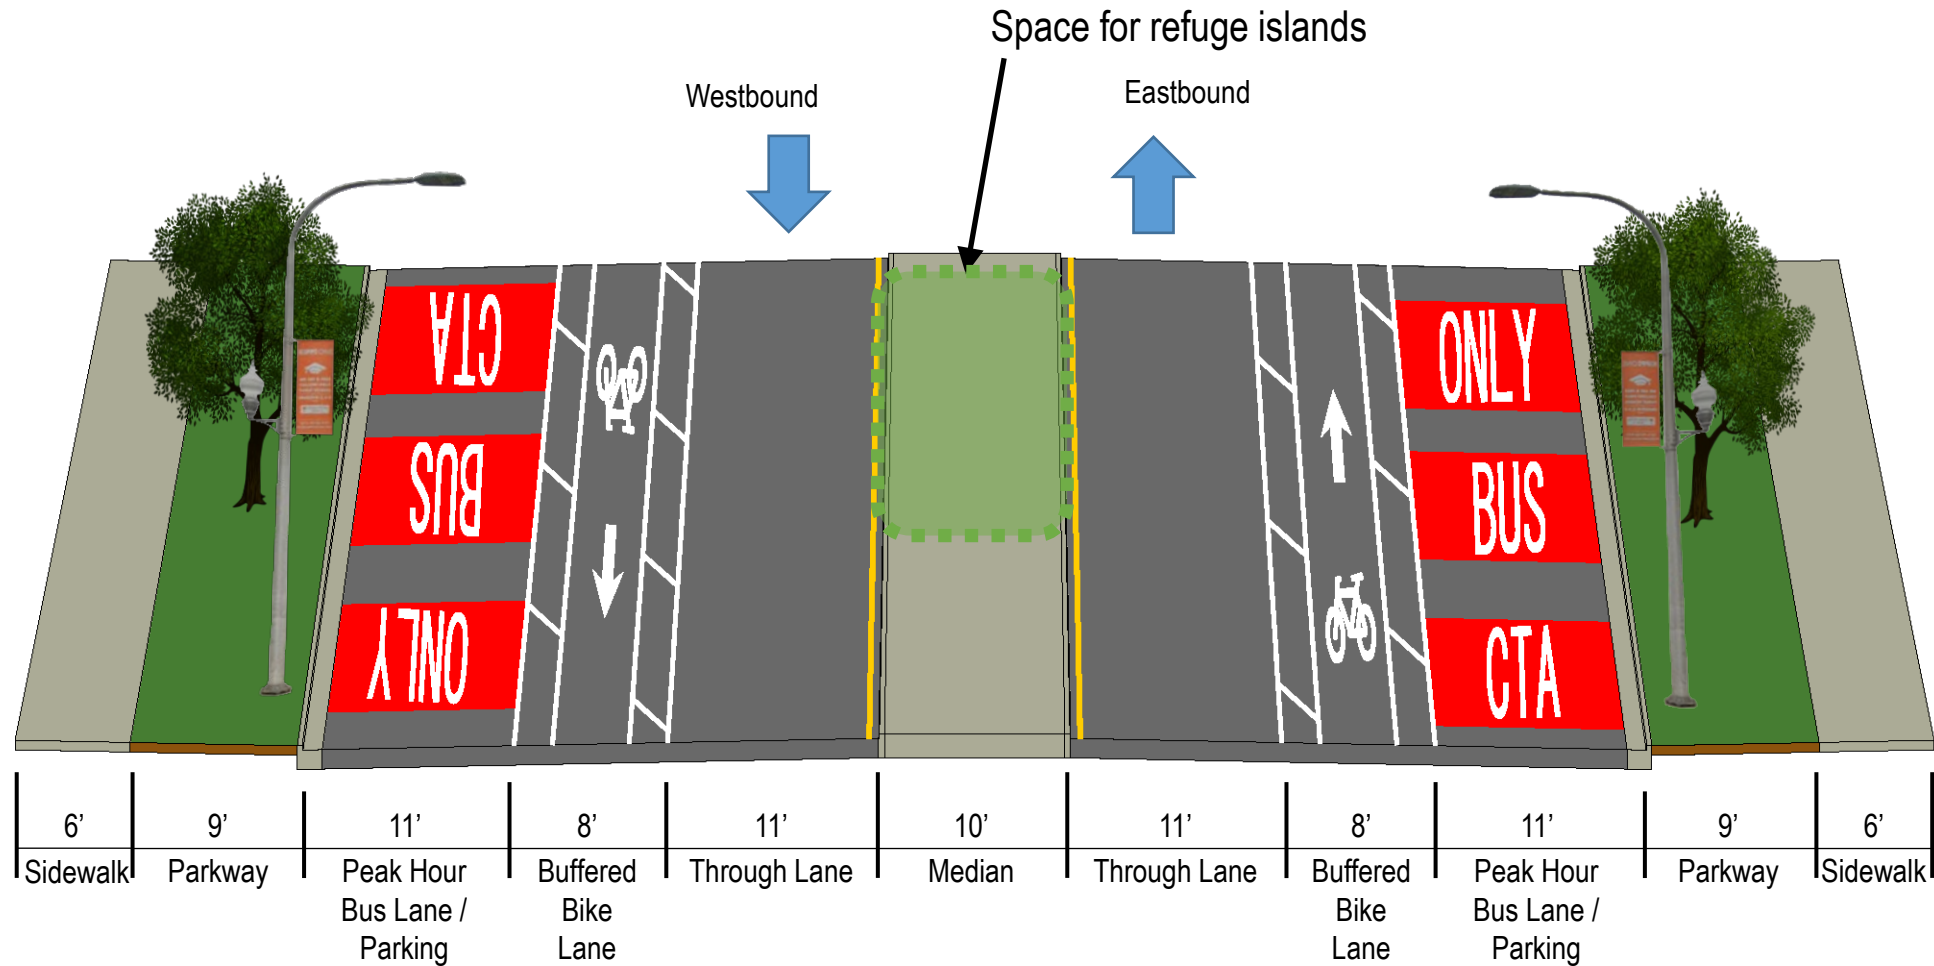 Space for refuge islands
Westbound
Eastbound
CTA
BUS
ONLY
ONLY
BUS
CTA
6’
9’
11’
8’
11’
10’
11’
8’
11’
9’
6’
Sidewalk
Parkway
Peak Hour
Bus Lane /
Parking
Buffered
Bike
Lane
Through Lane
Median
Through Lane
Buffered
Bike
Lane
Peak Hour
Bus Lane /
Parking
Parkway
Sidewalk